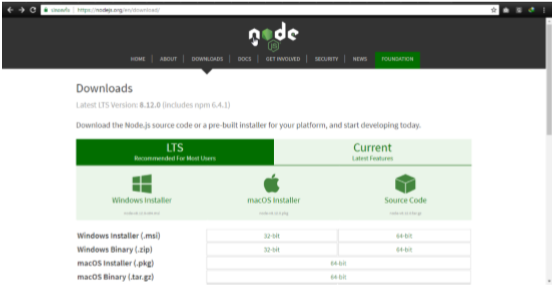 https://nodejs.org/en/download/
node
JS
HOME | ABOUT | DOWNLOADS | DOCS | GET INVOLVED | SECURITY | NEWS | FOUNDATION
Downloads
Latest LTS Version: 8.12.0 (includes npm 6.4.1)
Download the Node.js source code or a pre-built installer for your platform, and start developing today.
LTS Current
Recommended For Most Users Latest Features
Windows Installer macOS Installer Source Code
Windows Installer (.msi) 32-bit 64-bit
Windows Binary (.zip) 32-bit 64-bit
macOS Installer (.pkg) 64-bit
macOS Binary (.tar.gz) 64-bit